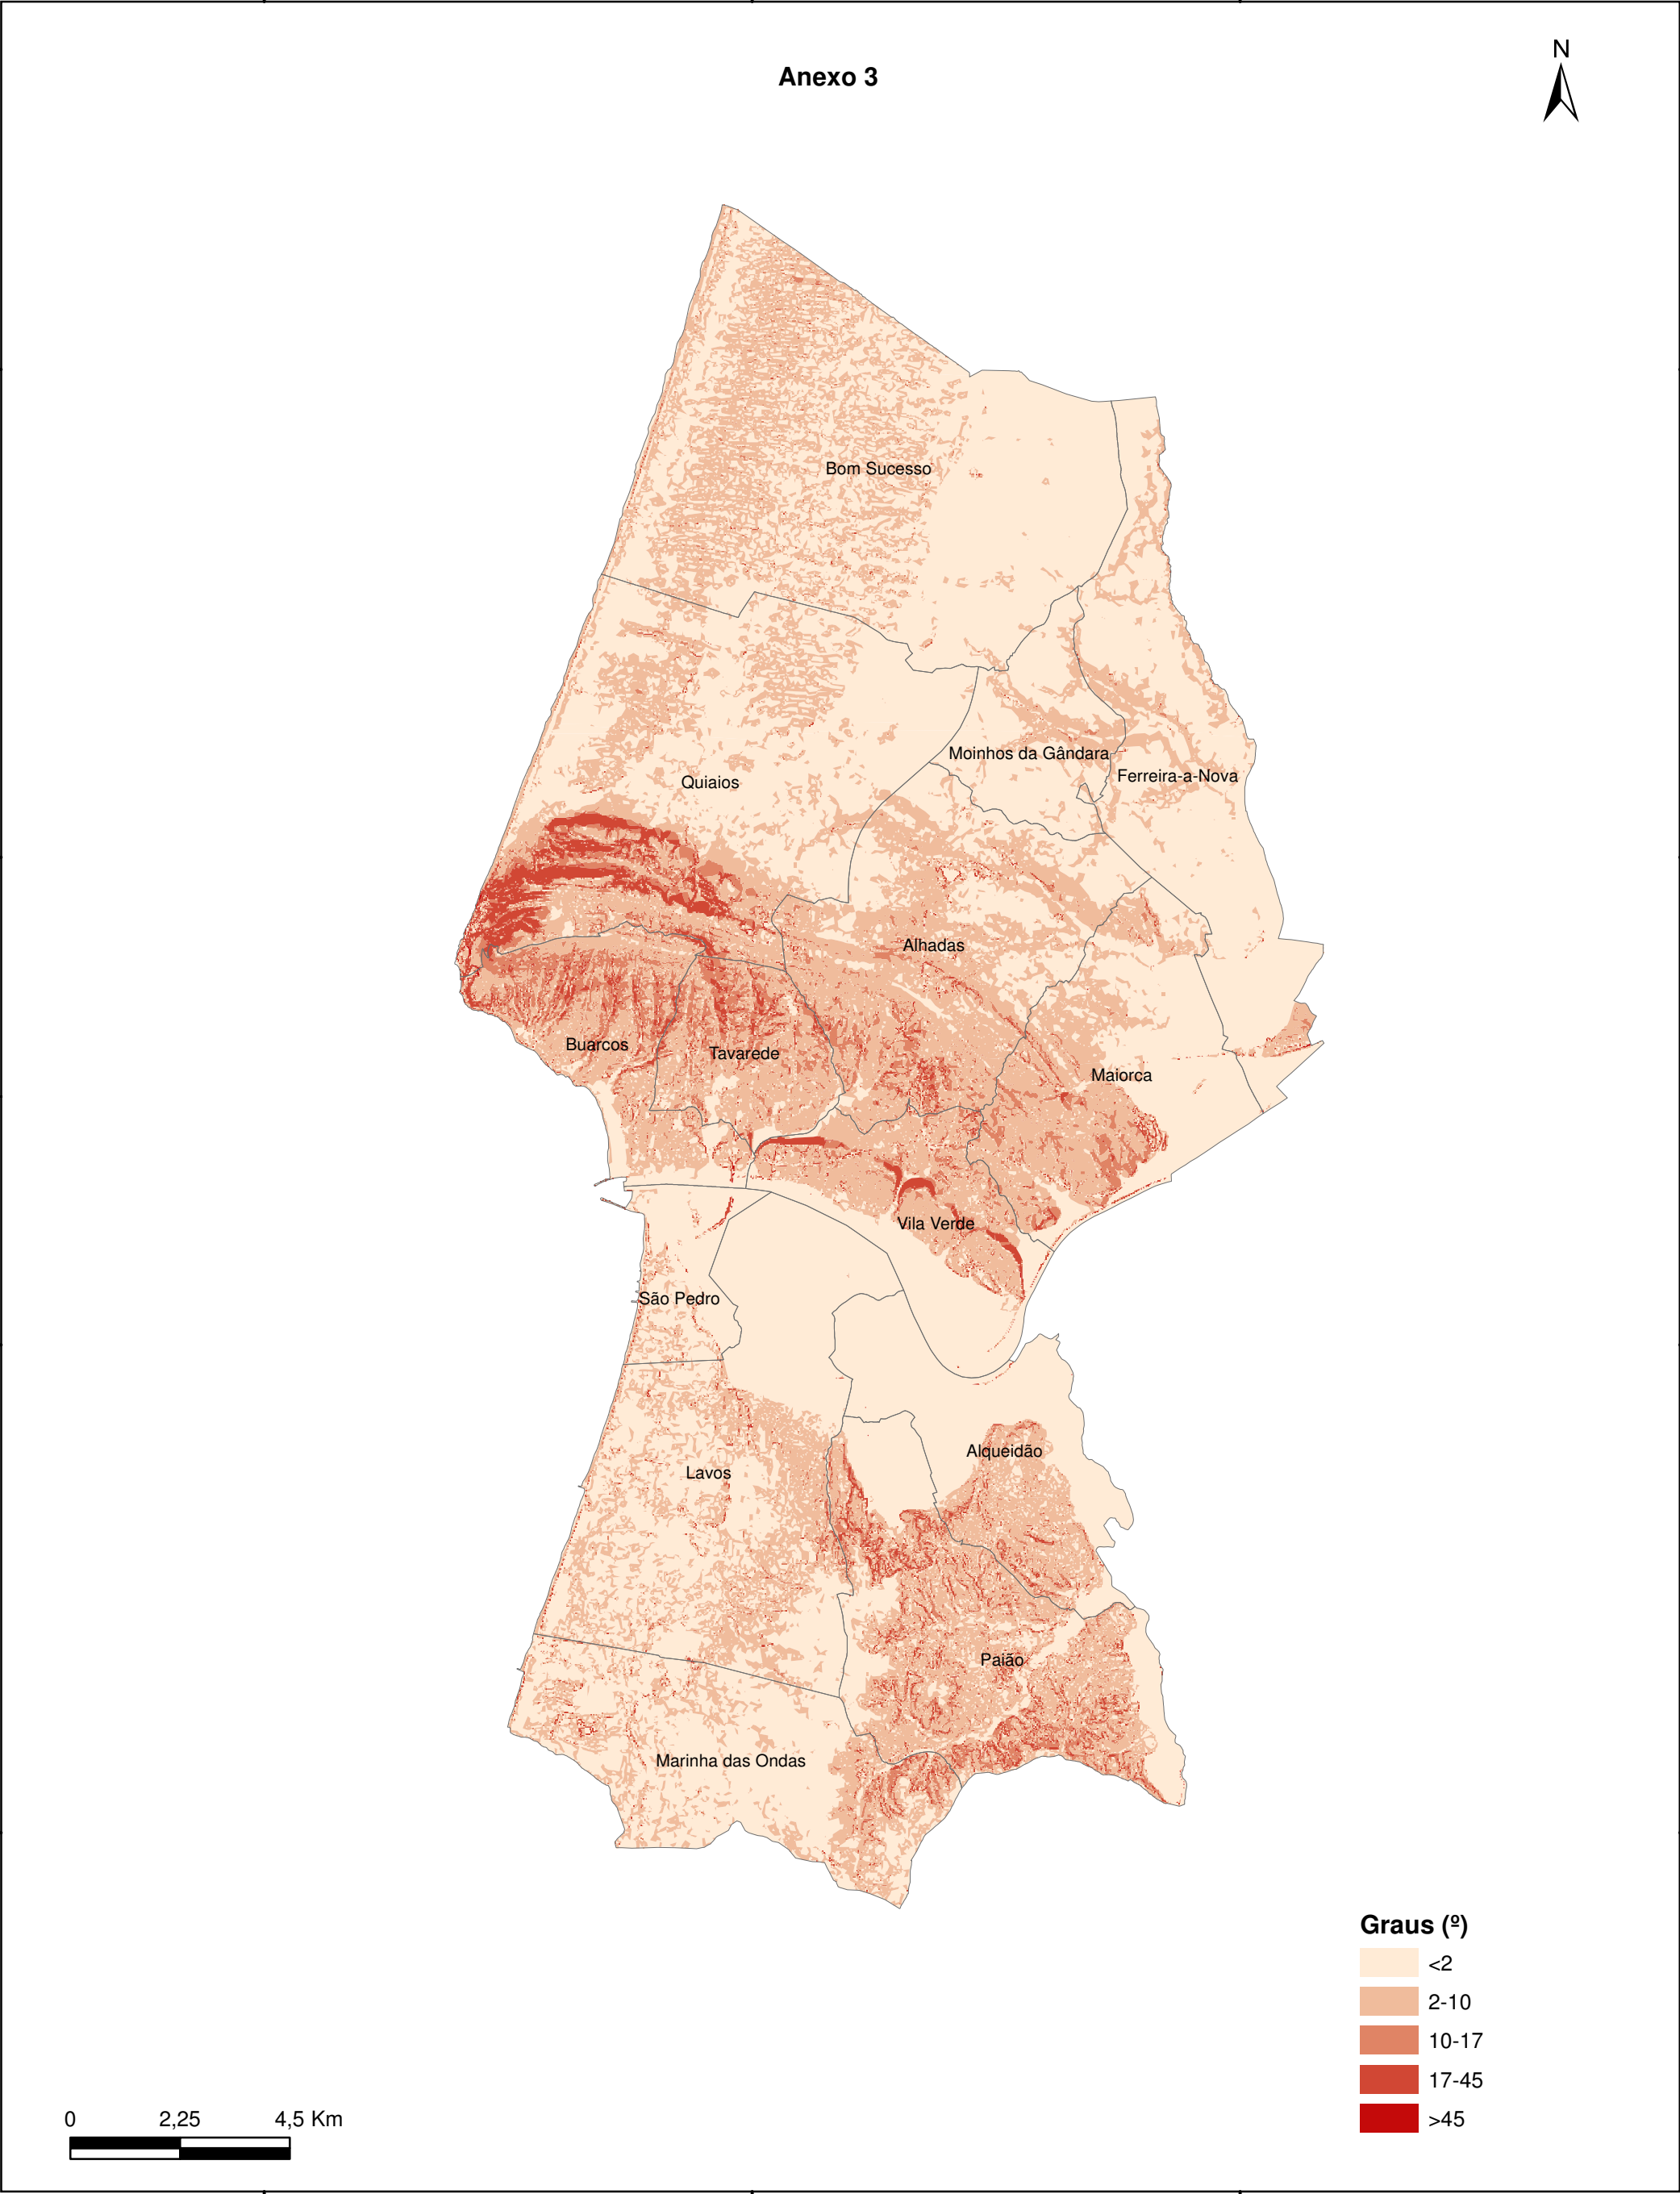 Anexo 3
N
Bom Sucesso
Moinhos da Gândara
Ferreira-a-Nova
Quiaios
Alhadas
Buarcos
Tavarede
Maiorca
Vila Verde
São Pedro
Alqueidão
Lavos
Paião
Marinha das Ondas
Graus (º)
<2
2-10
10-17
17-45
>45
0 2,25 4,5 Km